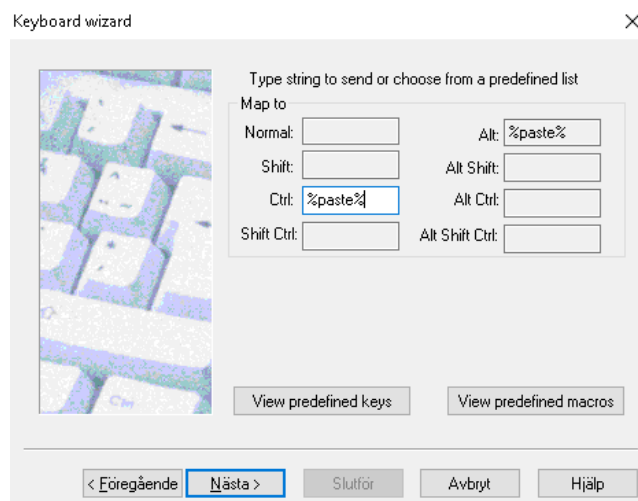 Keyboard wizard
Type string to send or choose from a predefined list
Map to
Normal:
Alt: %paste%
Shift:
Alt Shift:
Ctrl: %paste%
Alt Ctrl:
Shift Ctrl:
Alt Shift Ctrl:
View predefined keys
View predefined macros
< Föregående
Nästa >
Slutför
Avbryt
Hjälp